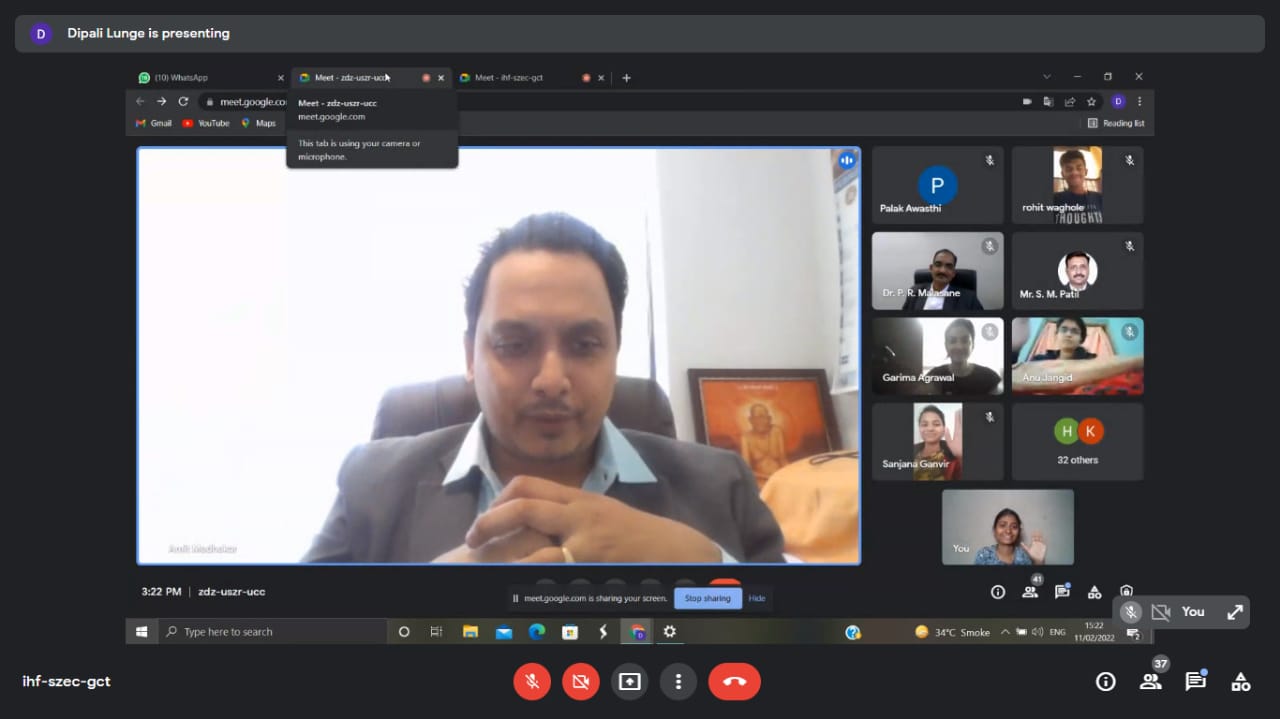 D Dipali Lunge is presenting
(10) WhatsApp
Meet - zdz-uszr-ucc
Meet - ihf-szec-gct
meet.google.co
D
Meet - zdz-uszr-ucc
meet.google.com
This tab is using your camera or
microphone.
Gmail
YouTube
Maps
Reading list
P
Palak Awasthi
rohit waghole
THOUGHT
Dr. P. R. Malasane
Mr. S. M. Patil
Garima Agrawal
Anu Jangid
Sanjana Ganvir
H K
32 others
You
Amit Medhakar
3:22 PM | zdz-uszr-ucc
meet.google.com is sharing your screen.
Stop sharing
Hide
41
You
Type here to search
34°C Smoke
ENG
15:22
11/02/2022
2
ihf-szec-gct
37